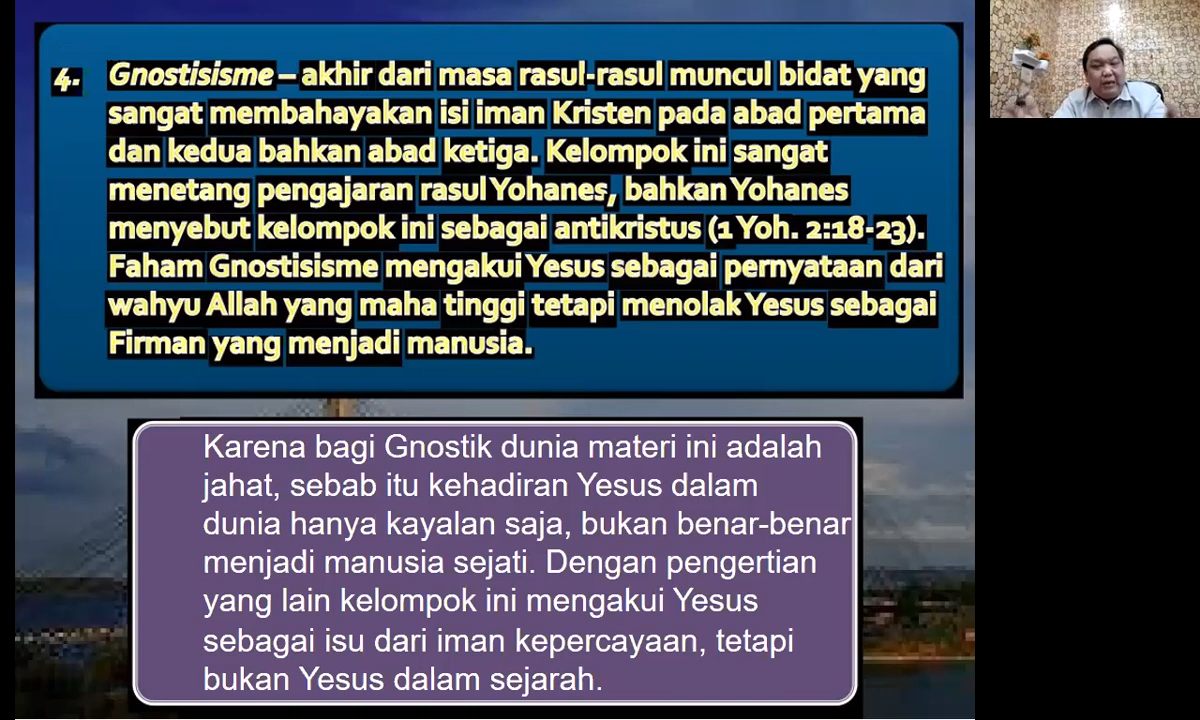 4. Gnostisisme – akhir dari masa rasul-rasul muncul bidat yang
sangat membahayakan isi iman Kristen pada abad pertama
dan kedua bahkan abad ketiga. Kelompok ini sangat
menetang pengajaran rasul Yohanes, bahkan Yohanes
menyebut kelompok ini sebagai antikristus (1 Yoh. 2:18-23).
Faham Gnostisisme mengakui Yesus sebagai pernyataan dari
wahyu Allah yang maha tinggi tetapi menolak Yesus sebagai
Firman yang menjadi manusia.
Karena bagi Gnostik dunia materi ini adalah
jahat, sebab itu kehadiran Yesus dalam
dunia hanya kayalan saja, bukan benar-benar
menjadi manusia sejati. Dengan pengertian
yang lain kelompok ini mengakui Yesus
sebagai isu dari iman kepercayaan, tetapi
bukan Yesus dalam sejarah.